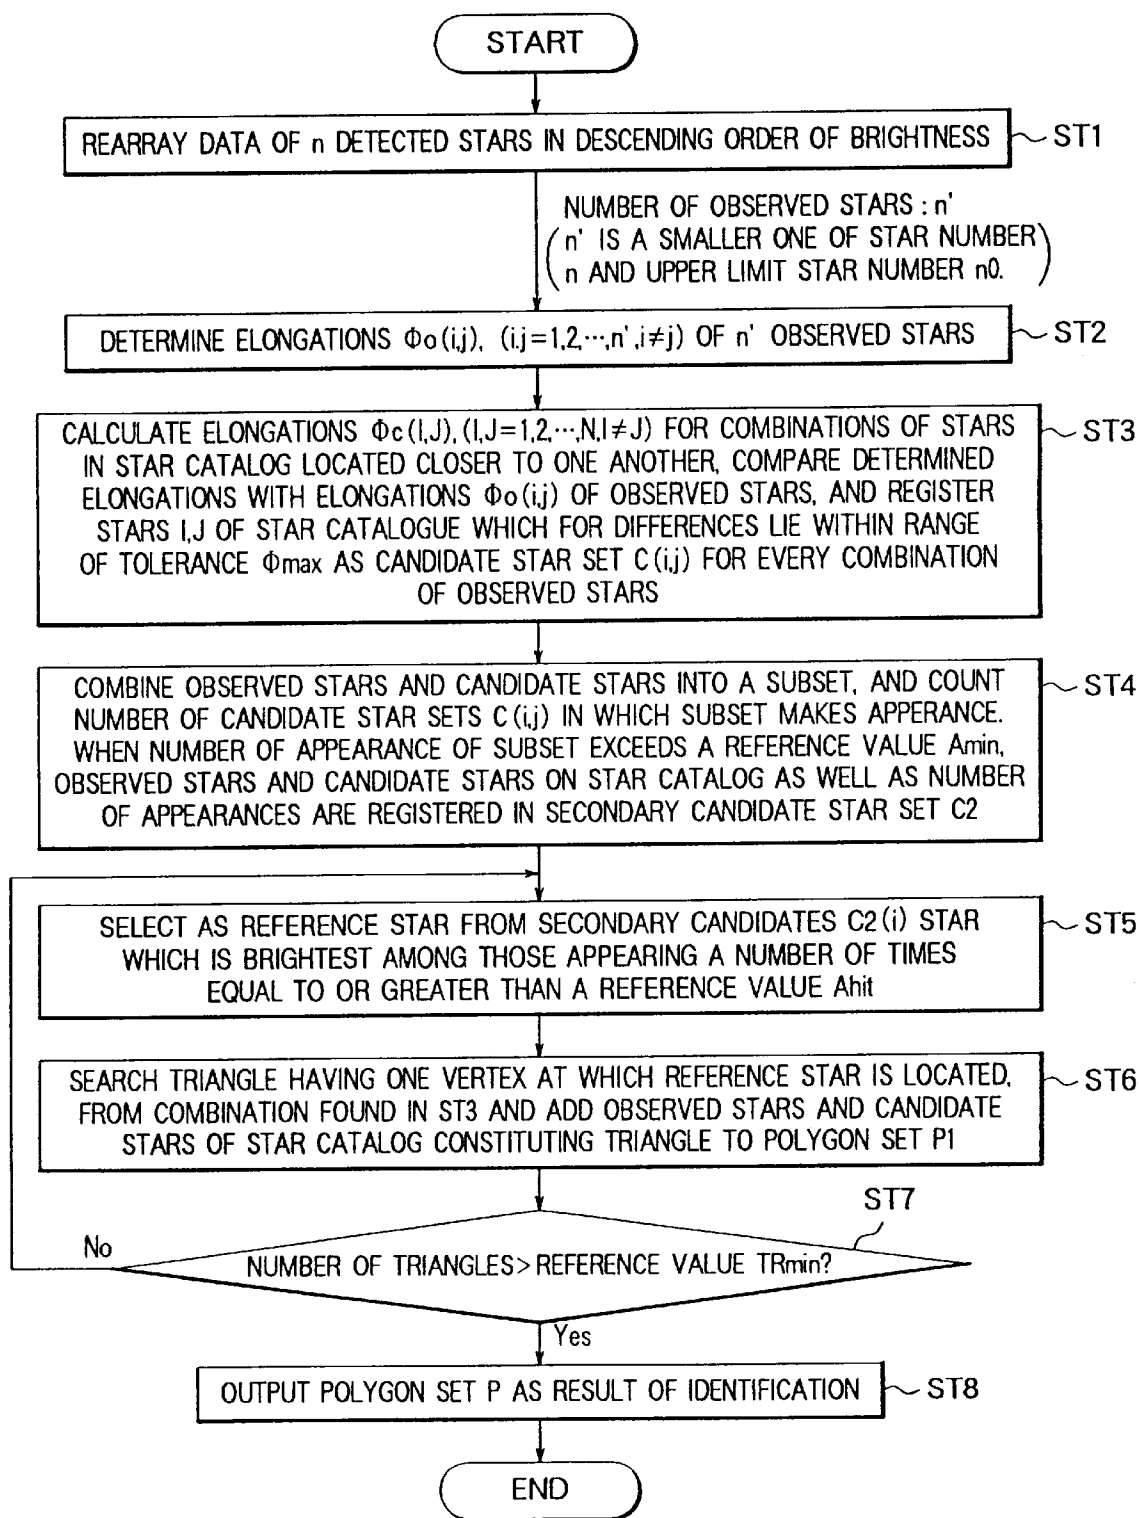 START
REARRAY DATA OF n DETECTED STARS IN DESCENDING ORDER OF BRIGHTNESS
ST1
NUMBER OF OBSERVED STARS : n'
(n' IS A SMALLER ONE OF STAR NUMBER
n AND UPPER LIMIT STAR NUMBER n0.)
DETERMINE ELONGATIONS Φo(i,j), (i,j=1,2,···,n',i≠j) OF n' OBSERVED STARS
ST2
CALCULATE ELONGATIONS Φc(I,J),(I,J=1,2,···,N,I≠J) FOR COMBINATIONS OF STARS
IN STAR CATALOG LOCATED CLOSER TO ONE ANOTHER, COMPARE DETERMINED
ELONGATIONS WITH ELONGATIONS Φo(i,j) OF OBSERVED STARS, AND REGISTER
STARS I,J OF STAR CATALOGUE WHICH FOR DIFFERENCES LIE WITHIN RANGE
OF TOLERANCE Φmax AS CANDIDATE STAR SET C(i,j) FOR EVERY COMBINATION
OF OBSERVED STARS
ST3
COMBINE OBSERVED STARS AND CANDIDATE STARS INTO A SUBSET, AND COUNT
NUMBER OF CANDIDATE STAR SETS C(i,j) IN WHICH SUBSET MAKES APPERANCE.
WHEN NUMBER OF APPEARANCE OF SUBSET EXCEEDS A REFERENCE VALUE Amin,
OBSERVED STARS AND CANDIDATE STARS ON STAR CATALOG AS WELL AS NUMBER
OF APPEARANCES ARE REGISTERED IN SECONDARY CANDIDATE STAR SET C2
ST4
SELECT AS REFERENCE STAR FROM SECONDARY CANDIDATES C2(i) STAR
WHICH IS BRIGHTEST AMONG THOSE APPEARING A NUMBER OF TIMES
EQUAL TO OR GREATER THAN A REFERENCE VALUE Ahit
ST5
SEARCH TRIANGLE HAVING ONE VERTEX AT WHICH REFERENCE STAR IS LOCATED,
FROM COMBINATION FOUND IN ST3 AND ADD OBSERVED STARS AND CANDIDATE
STARS OF STAR CATALOG CONSTITUTING TRIANGLE TO POLYGON SET P1
ST6
ST7
No
NUMBER OF TRIANGLES>REFERENCE VALUE TRmin?
Yes
OUTPUT POLYGON SET P AS RESULT OF IDENTIFICATION
ST8
END